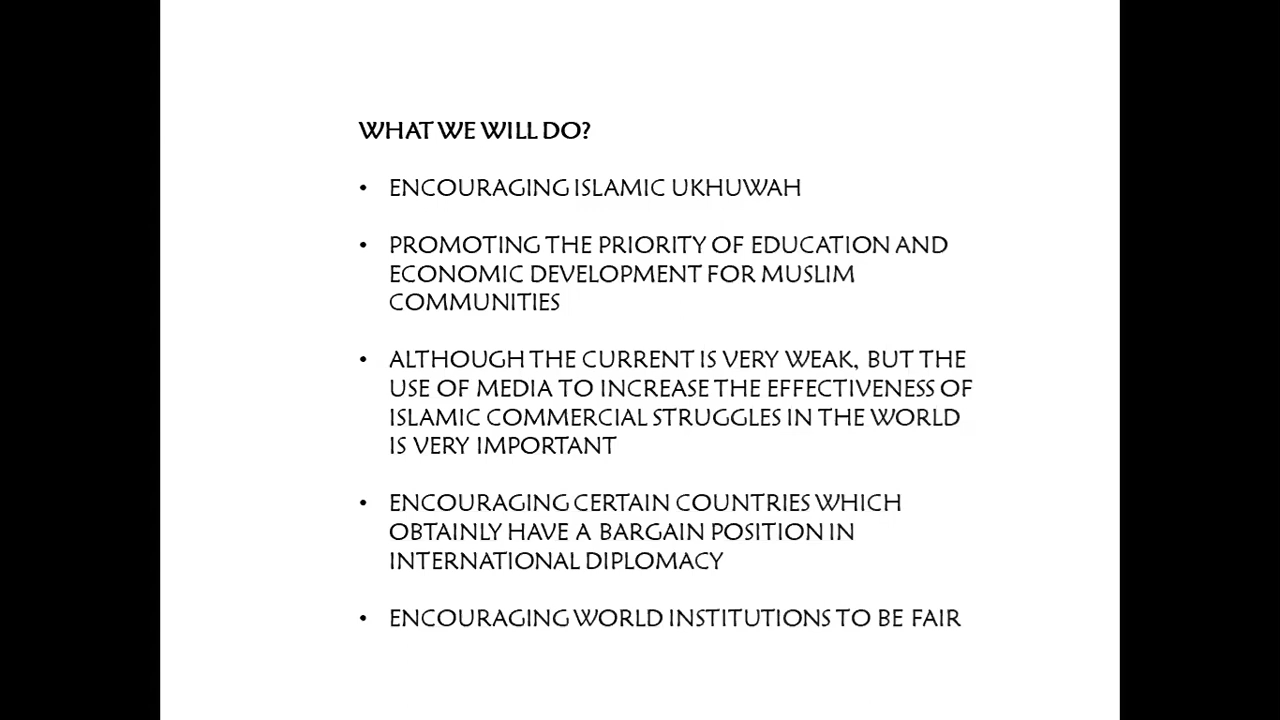 WHAT WE WILL DO?
• ENCOURAGING ISLAMIC UKHUWAH
• PROMOTING THE PRIORITY OF EDUCATION AND
ECONOMIC DEVELOPMENT FOR MUSLIM
COMMUNITIES
• ALTHOUGH THE CURRENT IS VERY WEAK, BUT THE
USE OF MEDIA TO INCREASE THE EFFECTIVENESS OF
ISLAMIC COMMERCIAL STRUGGLES IN THE WORLD
IS VERY IMPORTANT
• ENCOURAGING CERTAIN COUNTRIES WHICH
OBTAINLY HAVE A BARGAIN POSITION IN
INTERNATIONAL DIPLOMACY
• ENCOURAGING WORLD INSTITUTIONS TO BE FAIR